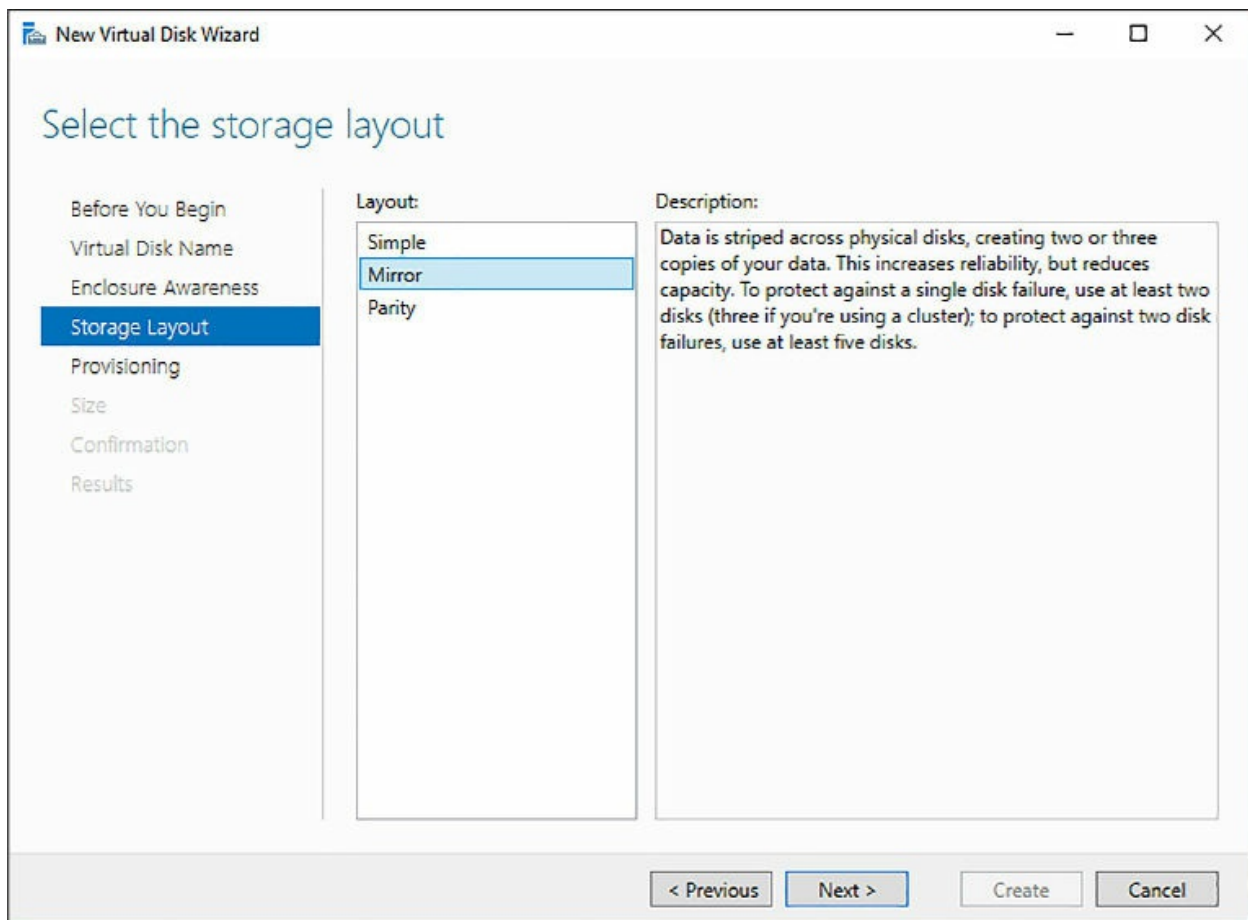 New Virtual Disk Wizard
Select the storage layout
Before You Begin
Virtual Disk Name
Enclosure Awareness
Storage Layout
Provisioning
Size
Confirmation
Results
Layout:
Simple
Mirror
Parity
Description:
Data is striped across physical disks, creating two or three
copies of your data. This increases reliability, but reduces
capacity. To protect against a single disk failure, use at least two
disks (three if you're using a cluster); to protect against two disk
failures, use at least five disks.
< Previous
Next >
Create
Cancel